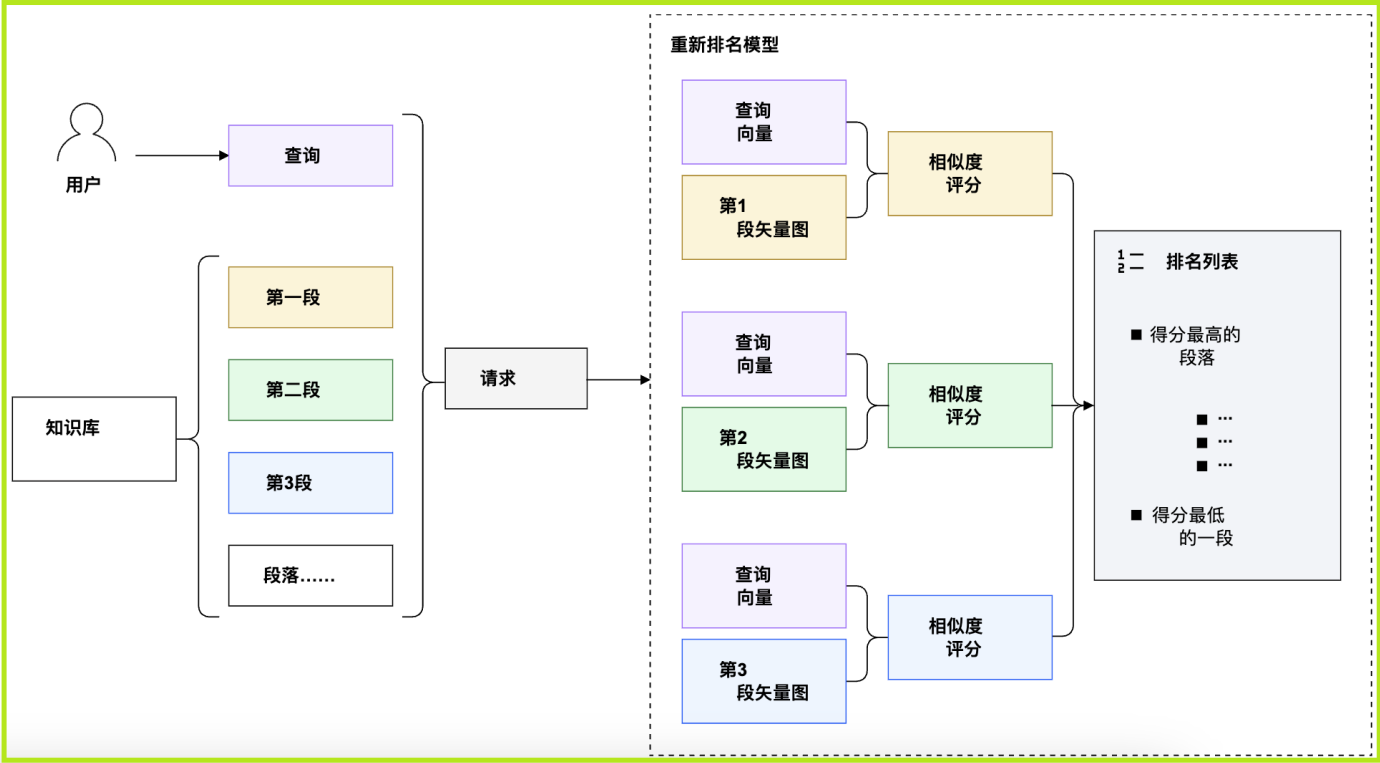 重新排名模型
用户
查询
第一段
第二段
第3段
段落……
知识库
请求
查询
向量
第1
段矢量图
相似度
评分
查询
向量
第2
段矢量图
相似度
评分
查询
向量
第3
段矢量图
相似度
评分
1
2
排名列表
■ 得分最高的
段落
■ ...
■ ...
■ ...
■ 得分最低
的一段